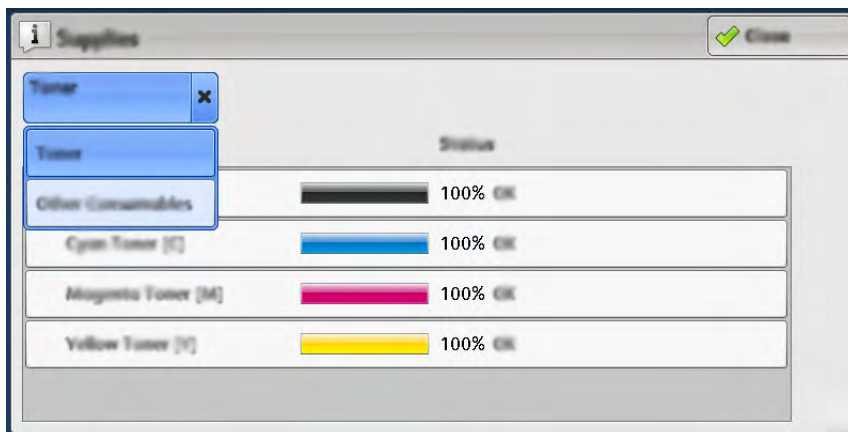 Supplies
Close
Toner
Toner
Status
Other Consumables
100% OK
Cyan Toner [C]
100% OK
Magenta Toner [M]
100% OK
Yellow Toner [Y]
100% OK